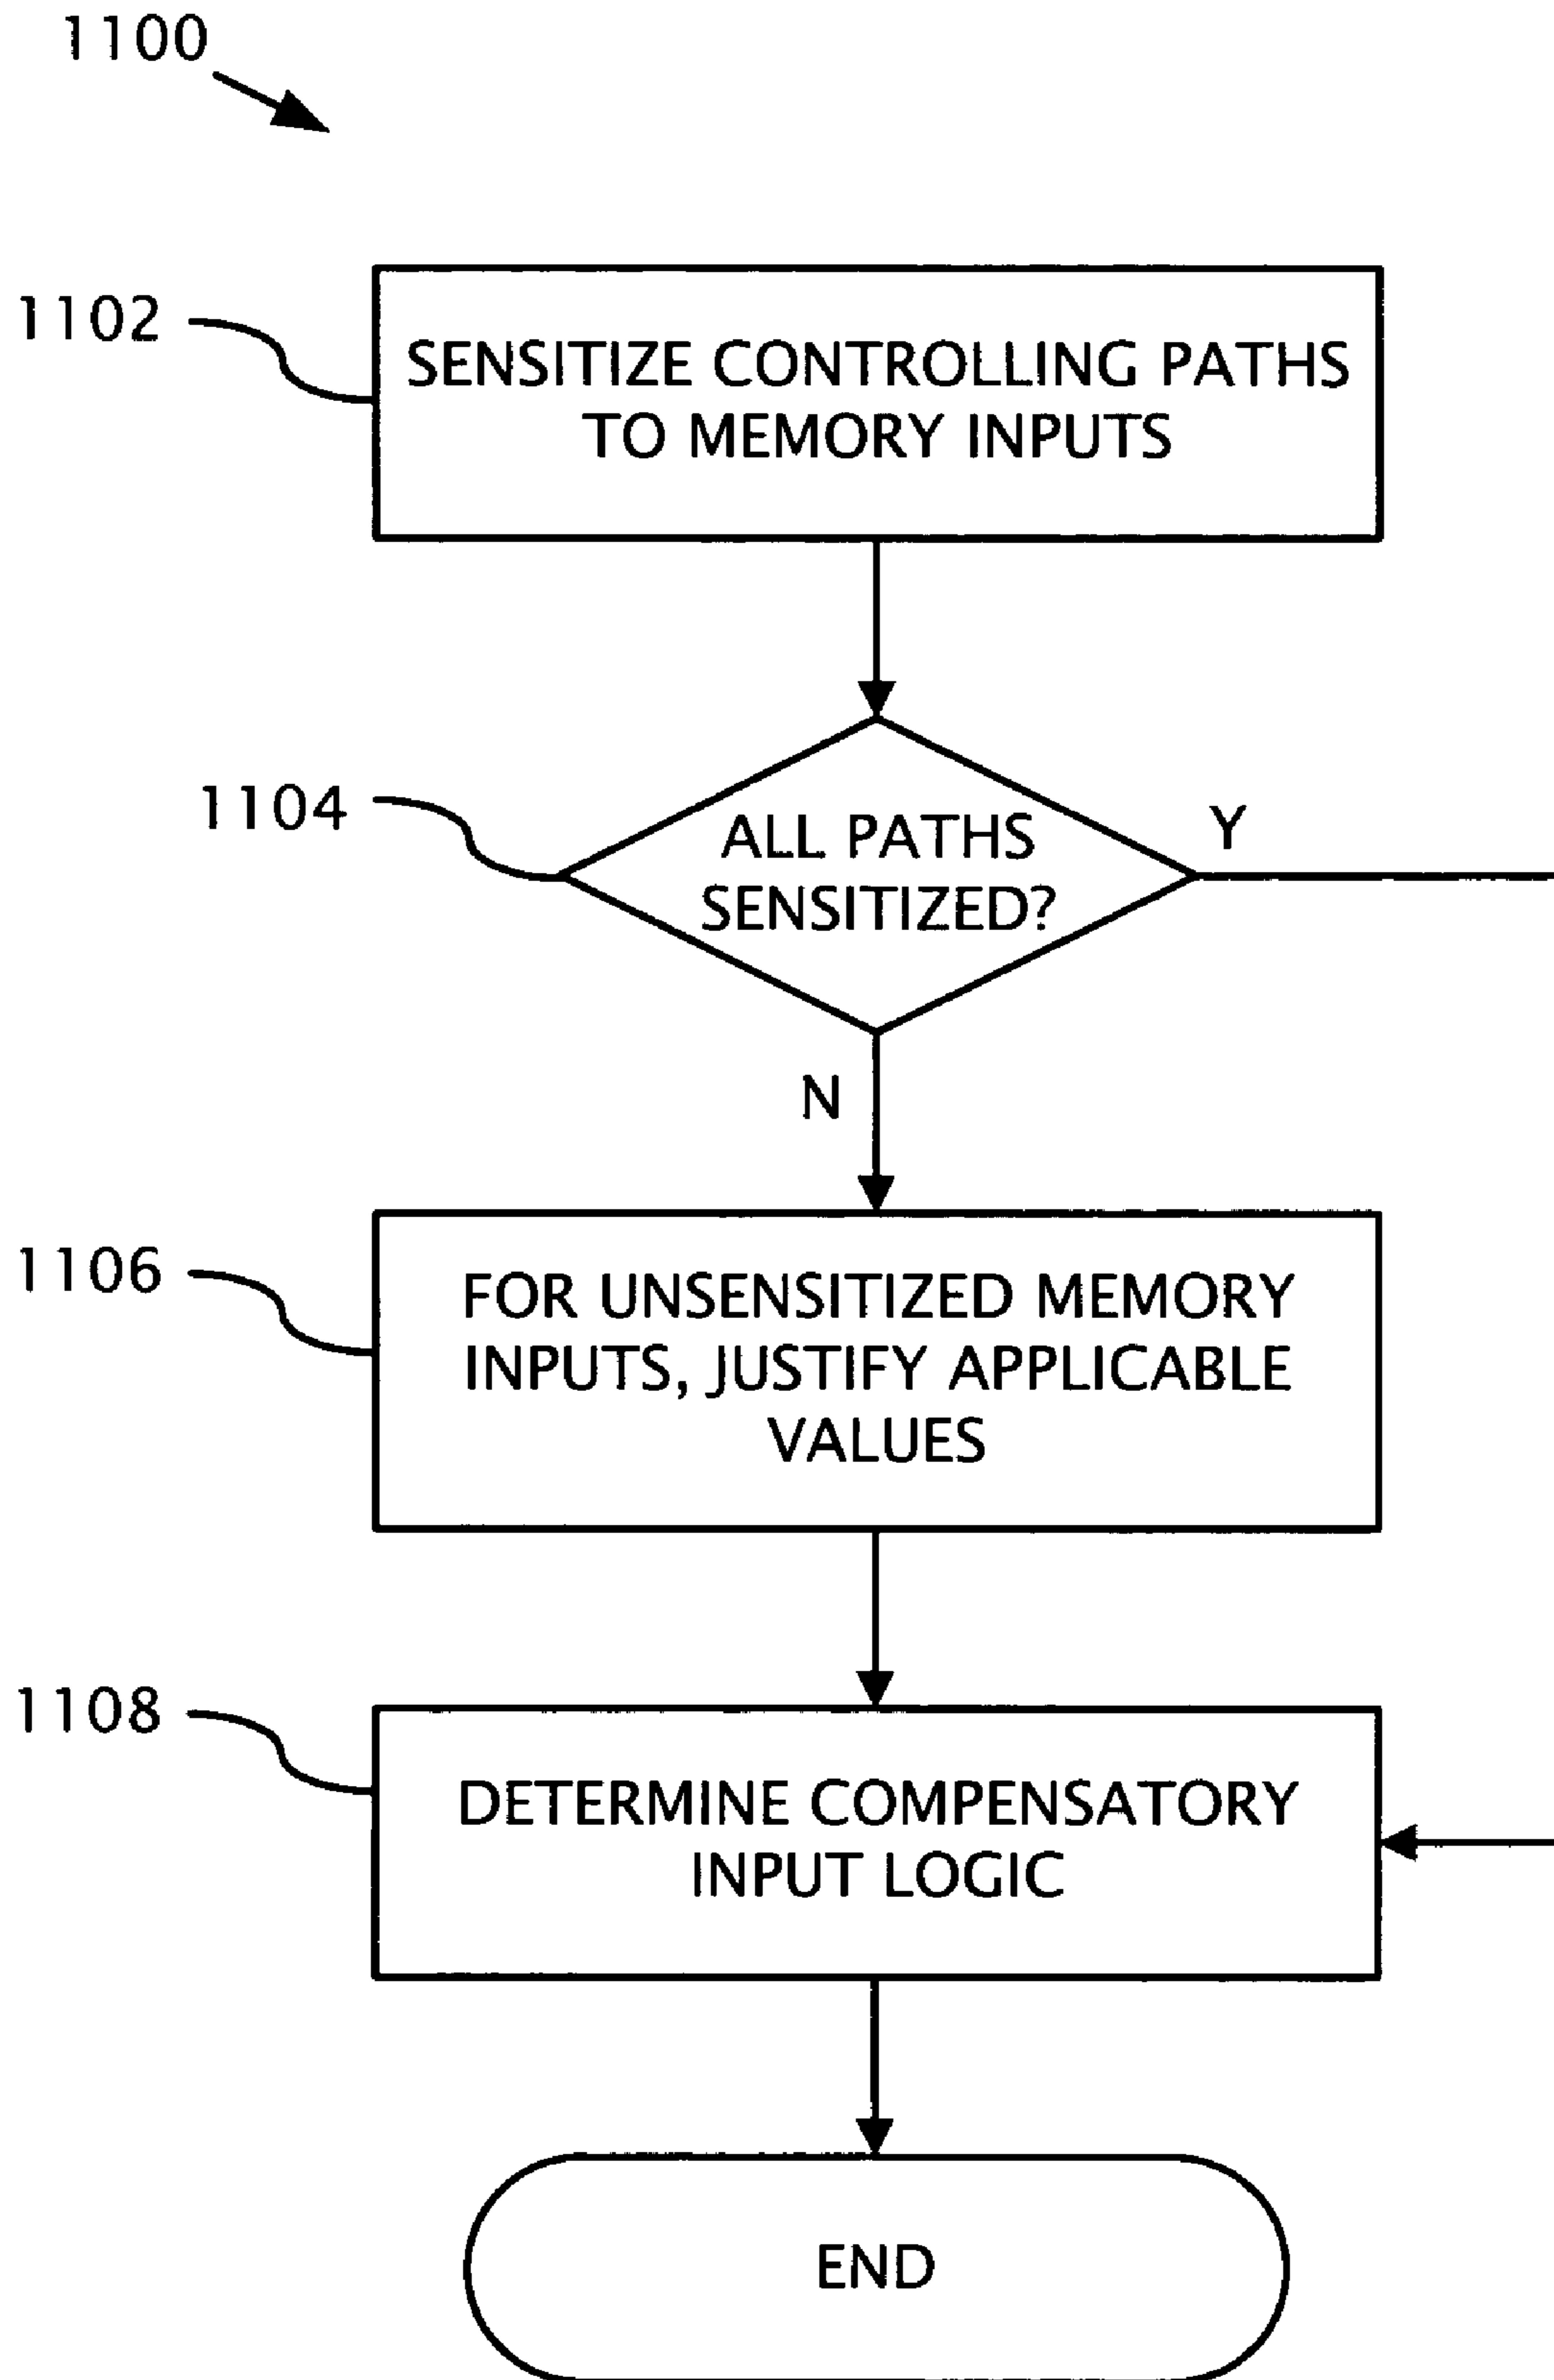 1100
1102
SENSITIZE CONTROLLING PATHS
TO MEMORY INPUTS
1104
ALL PATHS
SENSITIZED?
Y
N
1106
FOR UNSENSITIZED MEMORY
INPUTS, JUSTIFY APPLICABLE
VALUES
1108
DETERMINE COMPENSATORY
INPUT LOGIC
END